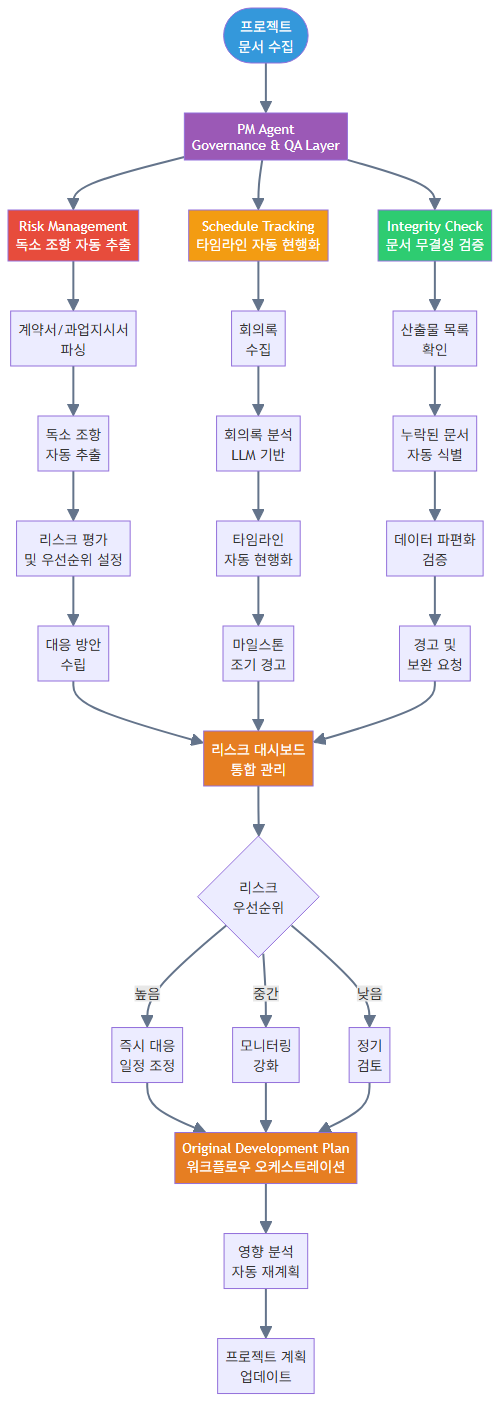 프로젝트
문서 수집
PM Agent
Governance & QA Layer
Risk Management
독소 조항 자동 추출
Schedule Tracking
타임라인 자동 현행화
Integrity Check
문서 무결성 검증
계약서/과업지시서
파싱
회의록
수집
산출물 목록
확인
독소 조항
자동 추출
회의록 분석
LLM 기반
누락된 문서
자동 식별
리스크 평가
및 우선순위 설정
타임라인
자동 현행화
데이터 파편화
검증
대응 방안
수립
마일스톤
조기 경고
경고 및
보완 요청
리스크 대시보드
통합 관리
리스크
우선순위
높음
중간
낮음
즉시 대응
일정 조정
모니터링
강화
정기
검토
Original Development Plan
워크플로우 오케스트레이션
영향 분석
자동 재계획
프로젝트 계획
업데이트